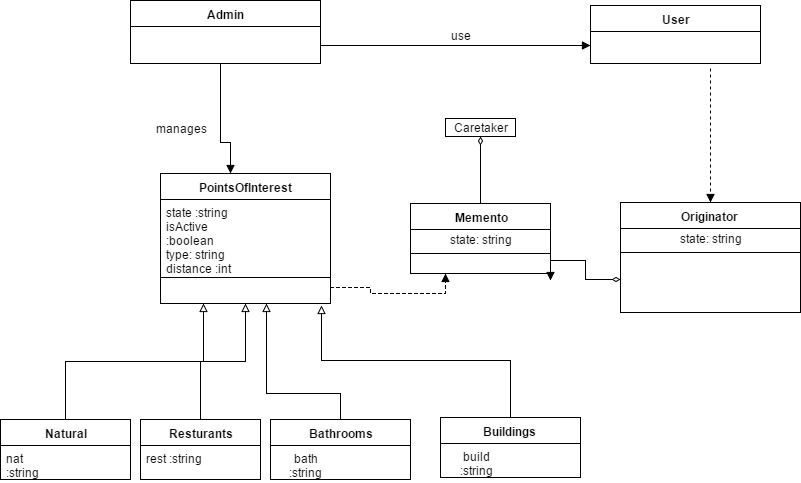 Admin
User
use
manages
Caretaker
PointsOfInterest
state :string
isActive
:boolean
type: string
distance :int
Memento
state: string
Originator
state: string
Natural
nat
:string
Resturants
rest :string
Bathrooms
bath
:string
Buildings
build
:string